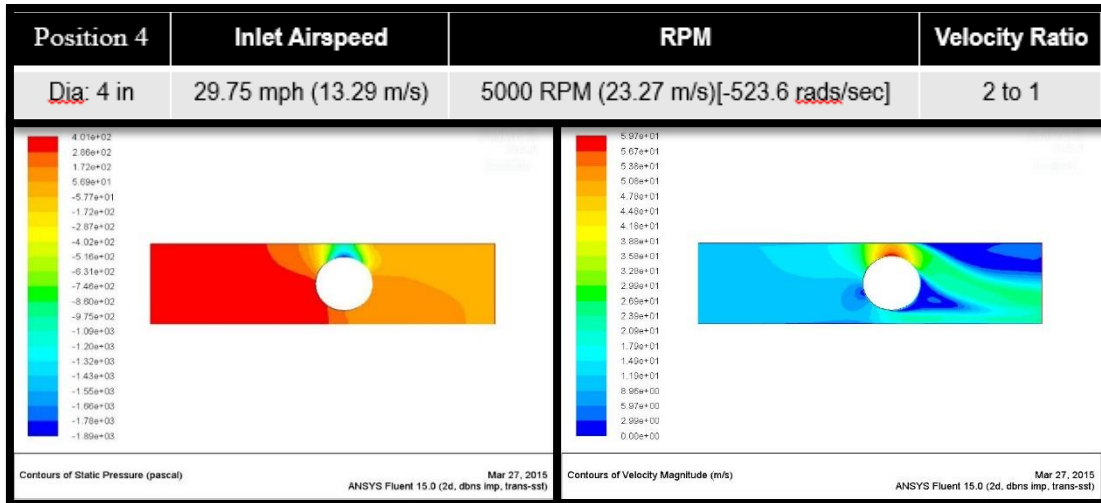 Position 4 Inlet Airspeed RPM Velocity Ratio
Dia: 4 in 29.75 mph (13.29 m/s) 5000 RPM (23.27 m/s)[-523.6 rads/sec] 2 to 1
4.01e+02
2.86e+02
1.72e+02
5.69e+01
-5.77e+01
-1.72e+02
-2.87e+02
-4.02e+02
-5.16e+02
-6.31e+02
-7.46e+02
-8.60e+02
-9.75e+02
-1.09e+03
-1.20e+03
-1.32e+03
-1.43e+03
-1.55e+03
-1.66e+03
-1.78e+03
-1.89e+03
Contours of Static Pressure (pascal) Mar 27, 2015
ANSYS Fluent 15.0 (2d, dbns imp, trans-sst)
5.97e+01
5.67e+01
5.38e+01
5.08e+01
4.78e+01
4.48e+01
4.18e+01
3.88e+01
3.58e+01
3.28e+01
2.99e+01
2.69e+01
2.39e+01
2.09e+01
1.79e+01
1.49e+01
1.19e+01
8.96e+00
5.97e+00
2.99e+00
0.00e+00
Contours of Velocity Magnitude (m/s) Mar 27, 2015
ANSYS Fluent 15.0 (2d, dbns imp, trans-sst)